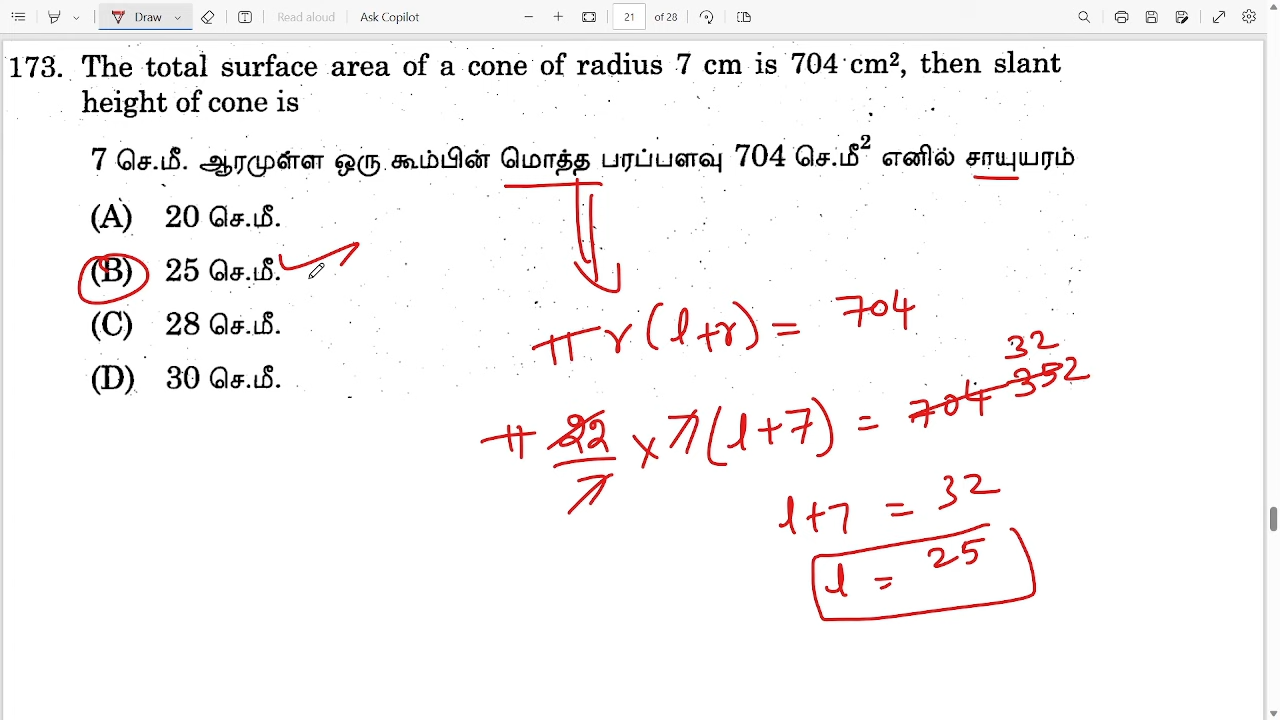 Draw
Read aloud
Ask Copilot
21
of 28
173. The total surface area of a cone of radius 7 cm is 704 cm², then slant
height of cone is
7 செ.மீ. ஆரமுள்ள ஒரு கூம்பின் மொத்த பரப்பளவு 704 செ.மீ² எனில் சாயுயரம்
(A) 20 செ.மீ.
(B) 25 செ.மீ.
(C) 28 செ.மீ.
(D) 30 செ.மீ.
π r (l+r) = 704
32
π 22/7 × 7 (l+7) = 704 352
l+7 = 32
l = 25